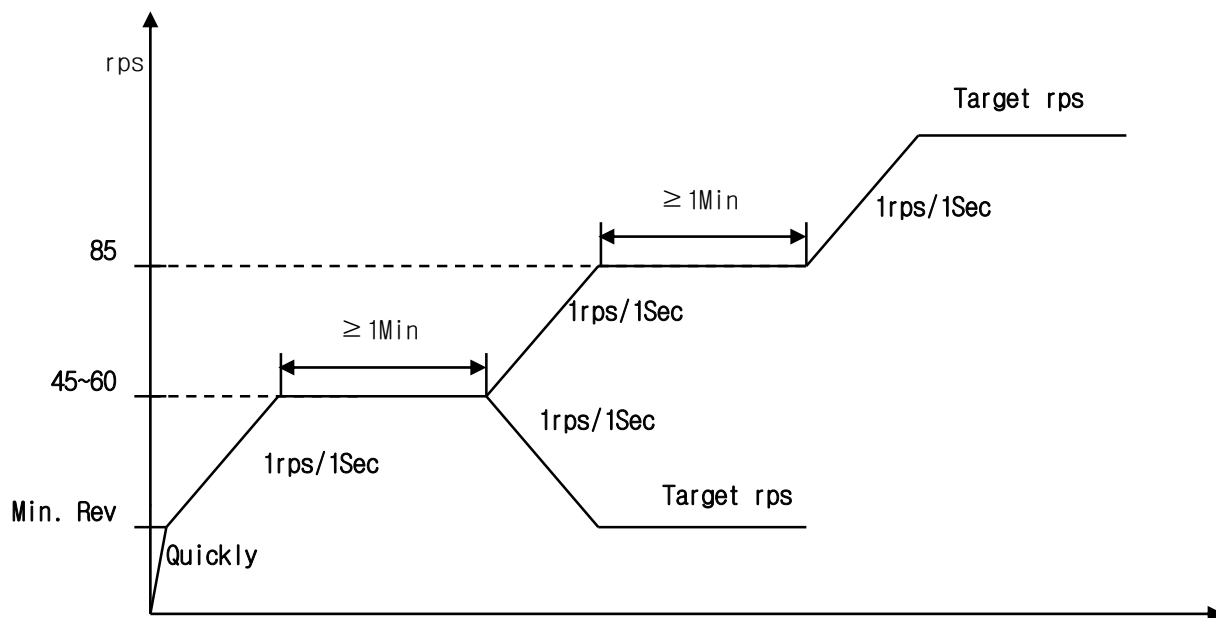 rps
Target rps
≥1Min
1rps/1Sec
85
1rps/1Sec
≥1Min
45~60
1rps/1Sec
1rps/1Sec
Target rps
Min. Rev
Quickly